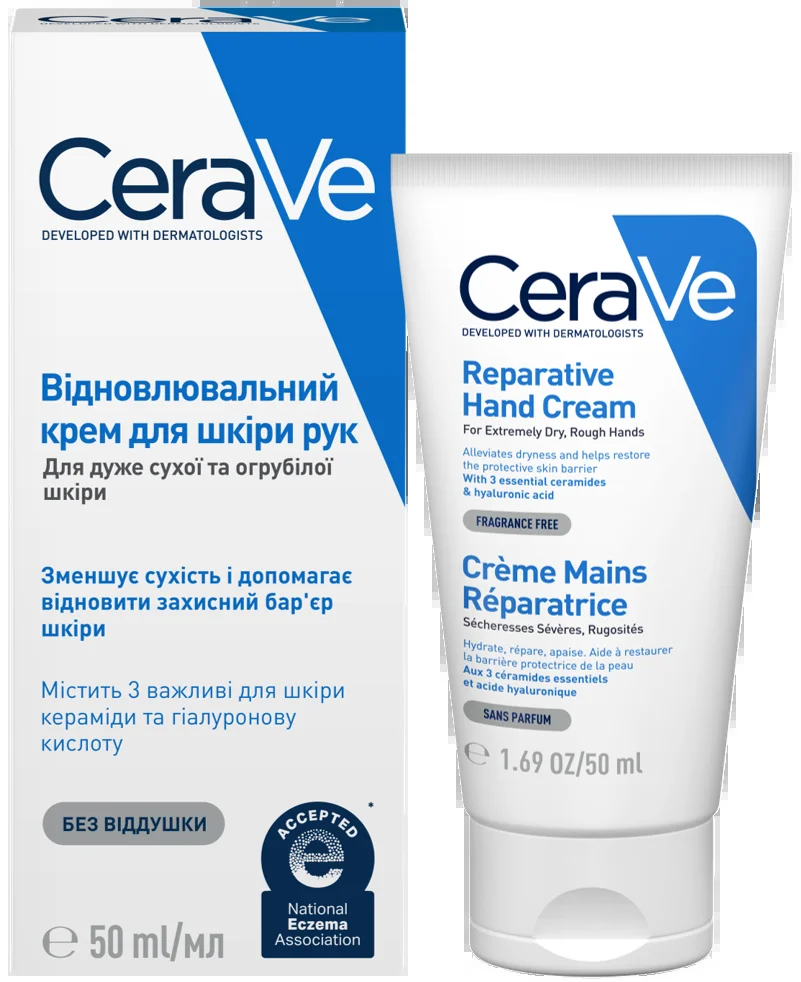 CeraVe
DEVELOPED WITH DERMATOLOGISTS
CeraVe
DEVELOPED WITH DERMATOLOGISTS
Відновлювальний
крем для шкіри рук
Для дуже сухої та огрубілої
шкіри
Зменшує сухість і допомагає
відновити захисний бар'єр
шкіри
Містить 3 важливі для шкіри
кераміди та гіалуронову
кислоту
БЕЗ ВІДДУШКИ
ACCEPTED
*
e
National
Eczema
Association
℮ 50 ml/мл
CeraVe
DEVELOPED WITH DERMATOLOGISTS
Reparative
Hand Cream
For Extremely Dry, Rough Hands
Alleviates dryness and helps restore
the protective skin barrier
With 3 essential ceramides
& hyaluronic acid
FRAGRANCE FREE
Crème Mains
Réparatrice
Sécheresses Sévères, Rugosités
Hydrate, répare, apaise. Aide à restaurer
la barrière protectrice de la peau
Aux 3 céramides essentiels
et acide hyaluronique
SANS PARFUM
℮ 1.69 OZ/50 ml